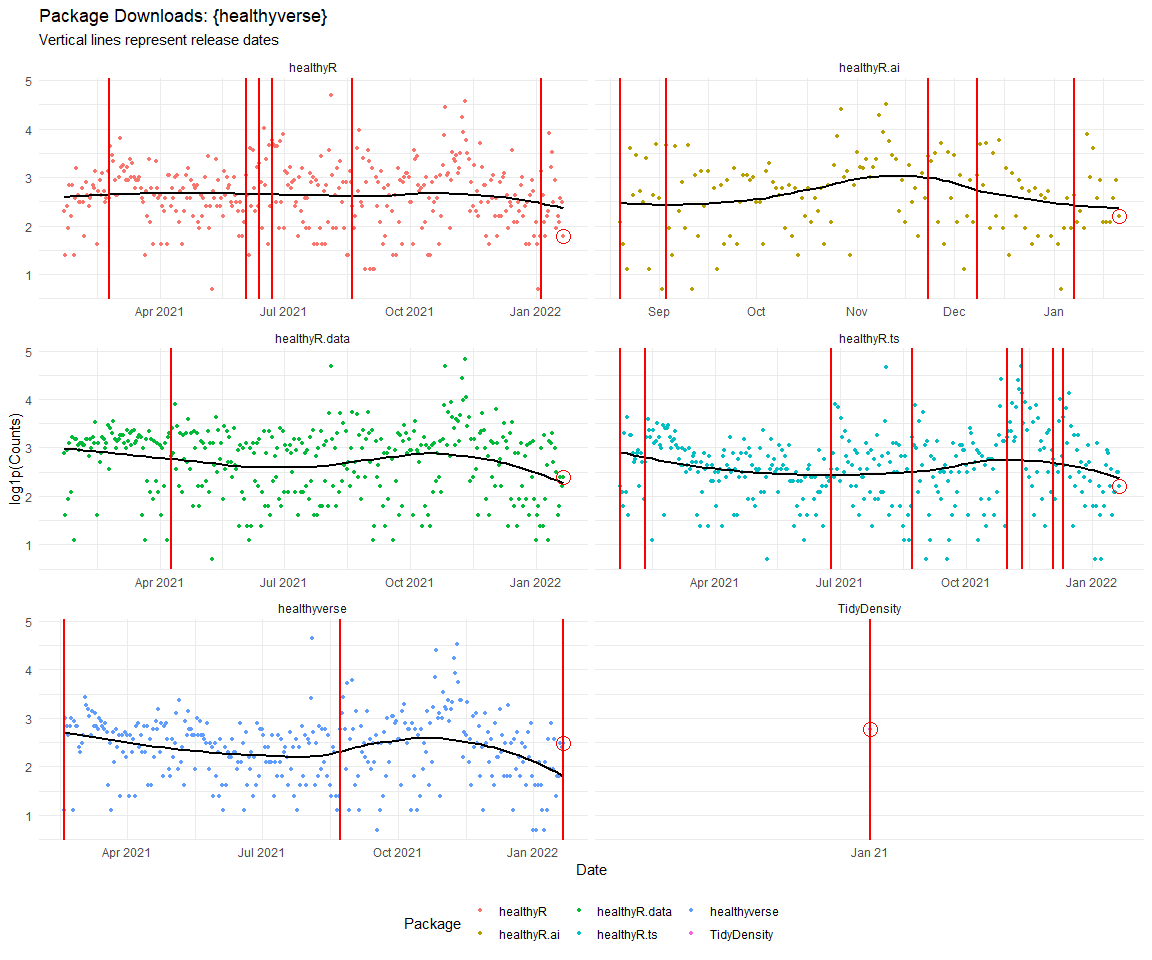 Package Downloads: {healthyverse}
Vertical lines represent release dates
healthyR healthyR.ai
5
4
3
2
1
Apr 2021 Jul 2021 Oct 2021 Jan 2022 Sep Oct Nov Dec Jan
healthyR.data healthyR.ts
5
4
3
2
1
log1p(Counts)
Apr 2021 Jul 2021 Oct 2021 Jan 2022 Apr 2021 Jul 2021 Oct 2021 Jan 2022
healthyverse TidyDensity
5
4
3
2
1
Apr 2021 Jul 2021 Oct 2021 Jan 2022 Jan 21
Date
Package healthyR healthyR.data healthyverse
healthyR.ai healthyR.ts TidyDensity